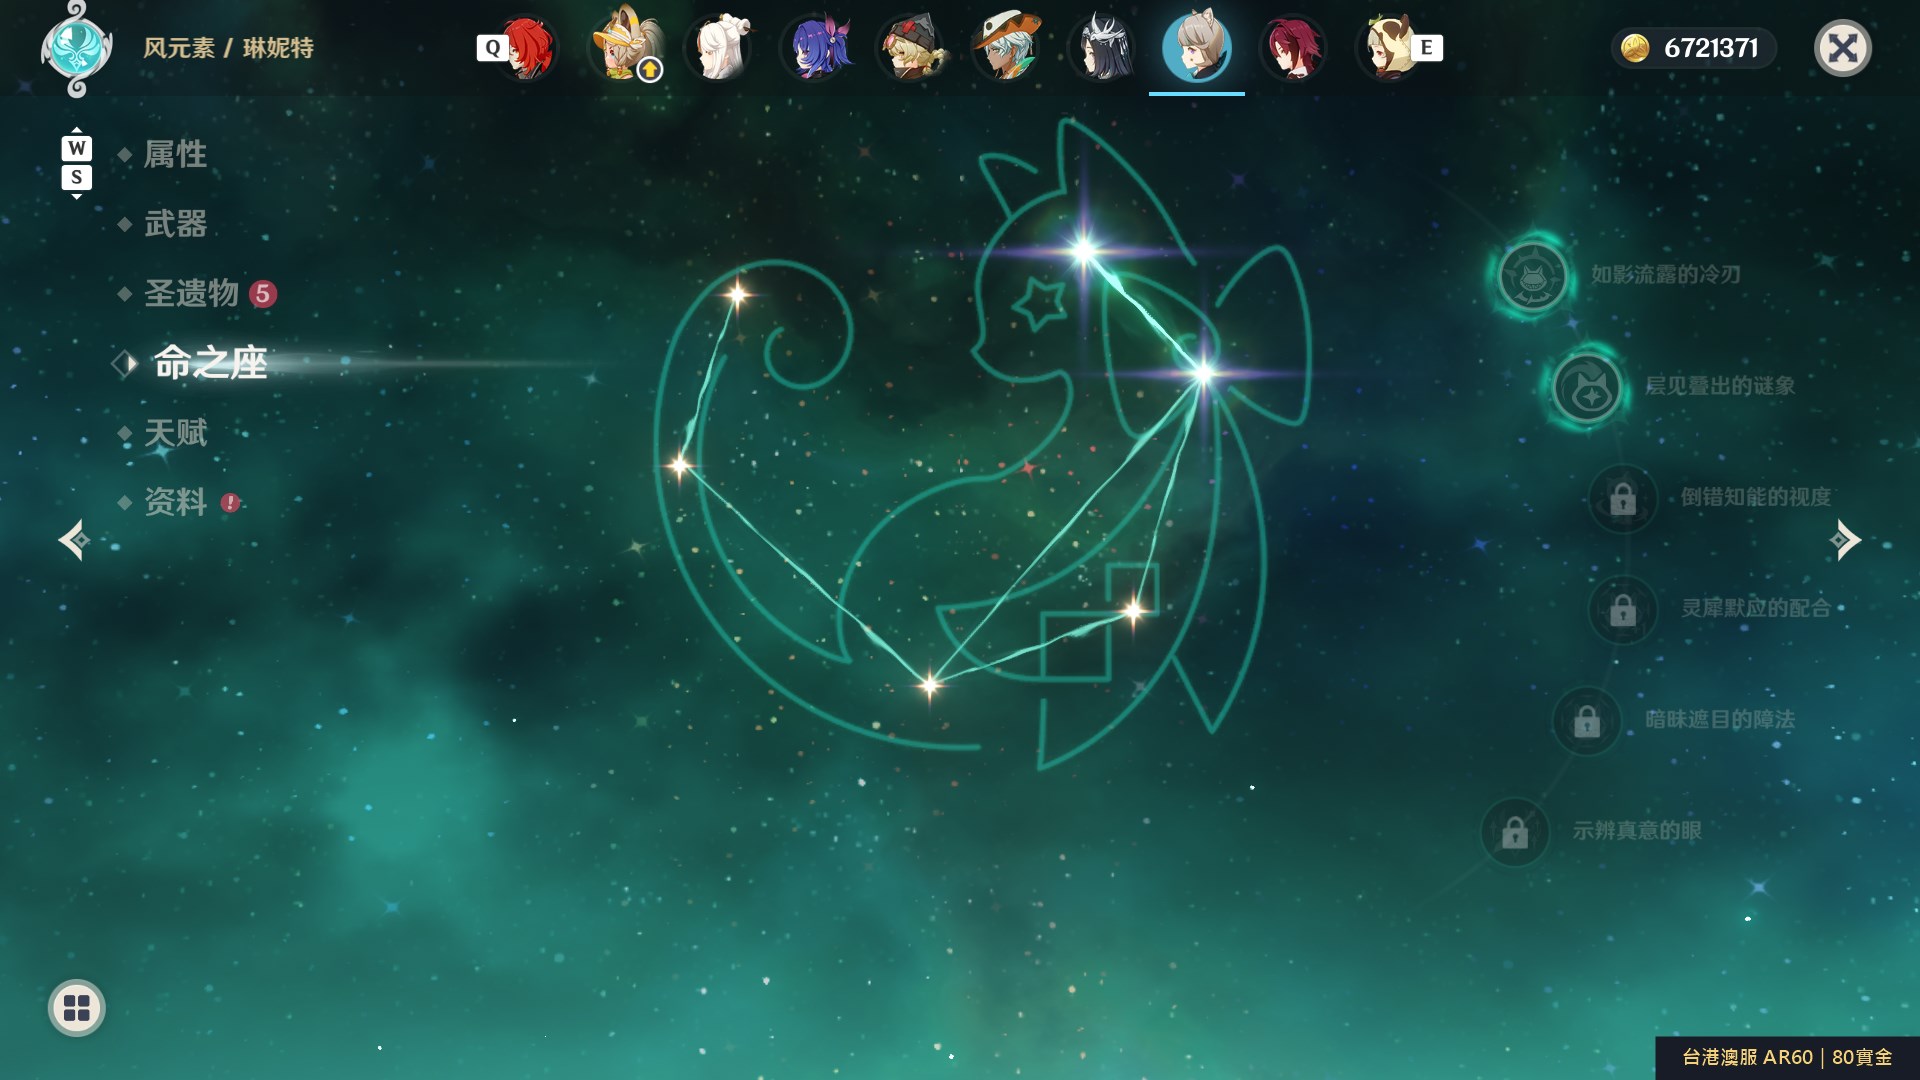 风元素 / 琳妮特
Q
E
6721371
W
S
属性
武器
圣遗物 5
命之座
天赋
资料 !
如影流露的冷刃
层见叠出的谜象
倒错知能的视度
灵犀默应的配合
暗昧遮目的障法
示辨真意的眼
台港澳服 AR60 | 80實金